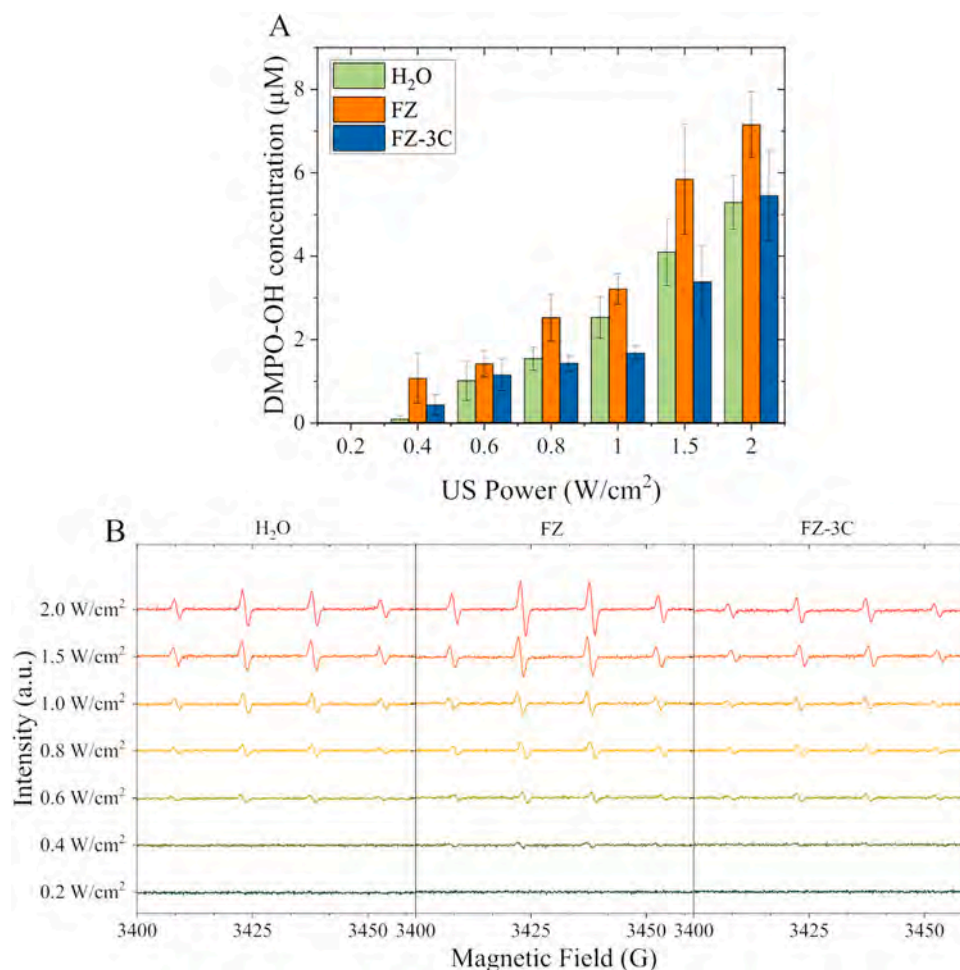 A
DMPO-OH concentration (μM)
8
6
4
2
0
H₂O
FZ
FZ-3C
0.2 0.4 0.6 0.8 1 1.5 2
US Power (W/cm²)
B
H₂O FZ FZ-3C
Intensity (a.u.)
2.0 W/cm²
1.5 W/cm²
1.0 W/cm²
0.8 W/cm²
0.6 W/cm²
0.4 W/cm²
0.2 W/cm²
3400 3425 3450 3400 3425 3450 3400 3425 3450
Magnetic Field (G)